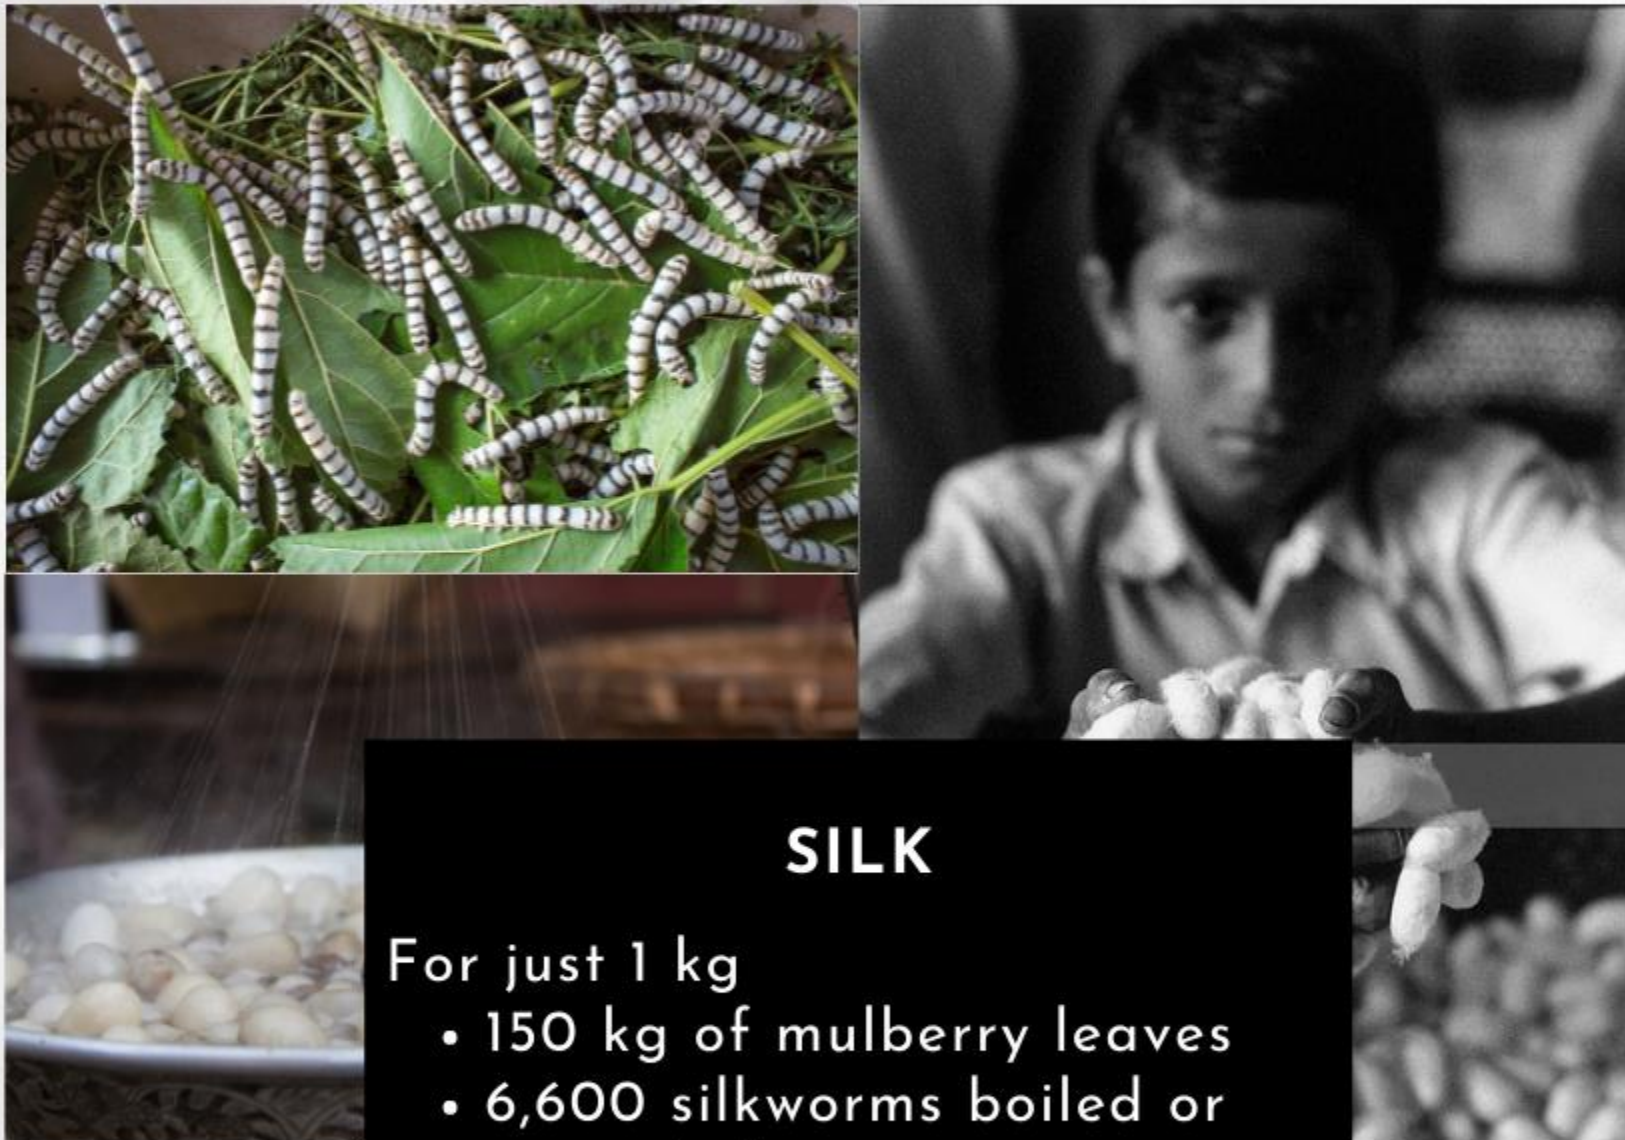 SILK
For just 1 kg
• 150 kg of mulberry leaves
• 6,600 silkworms boiled or